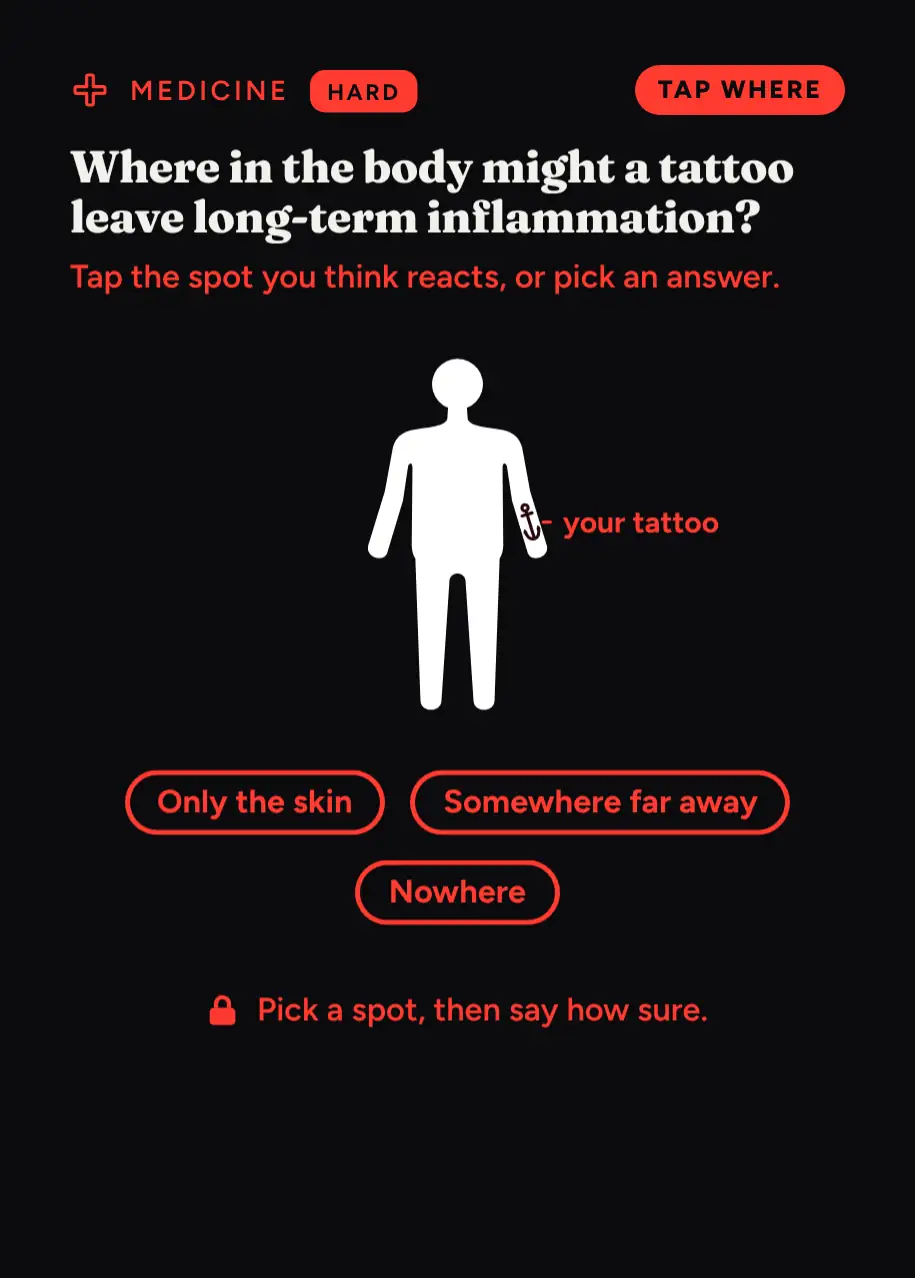 MEDICINE HARD TAP WHERE
Where in the body might a tattoo
leave long-term inflammation?
Tap the spot you think reacts, or pick an answer.
your tattoo
Only the skin
Somewhere far away
Nowhere
Pick a spot, then say how sure.